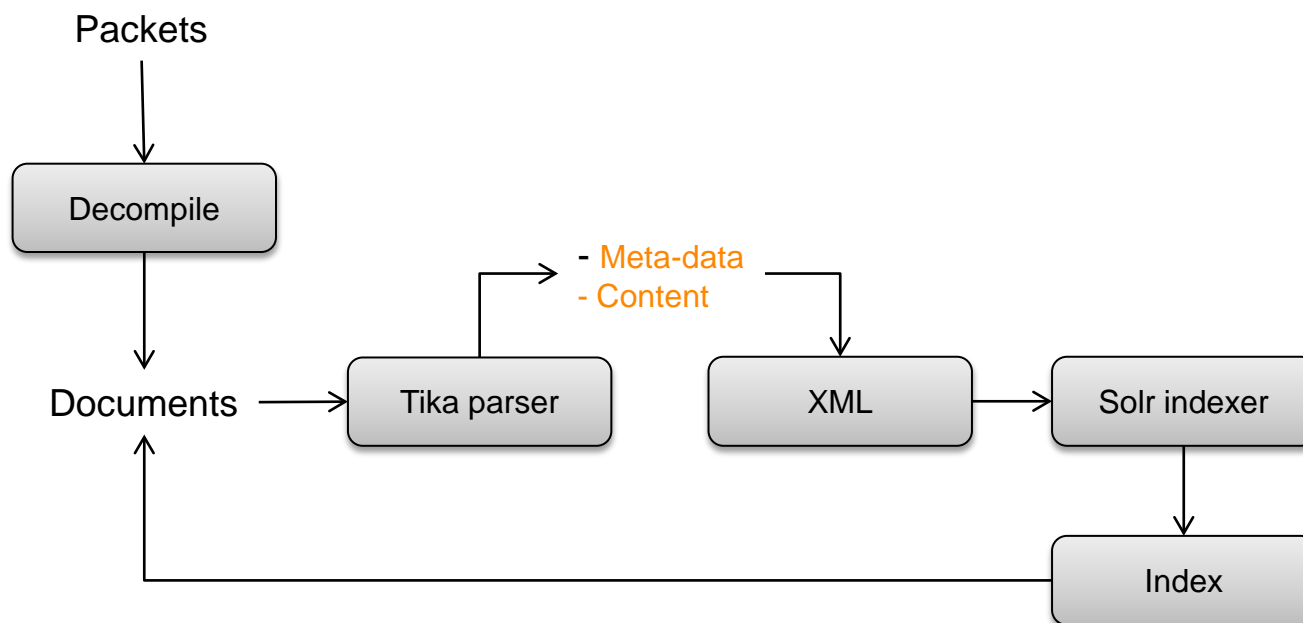 Packets
Decompile
- Meta-data
- Content
Documents
Tika parser
XML
Solr indexer
Index